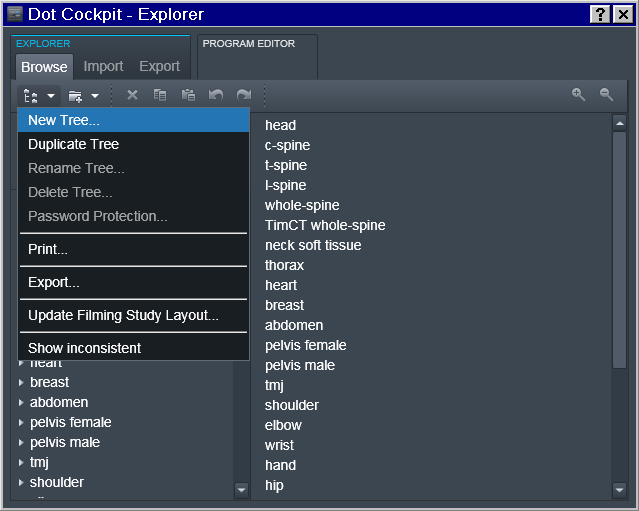 Dot Cockpit - Explorer
EXPLORER
PROGRAM EDITOR
Browse Import Export
New Tree...
Duplicate Tree
Rename Tree...
Delete Tree...
Password Protection...
Print...
Export...
Update Filming Study Layout...
Show inconsistent
heart
breast
abdomen
pelvis female
pelvis male
tmj
shoulder
head
c-spine
t-spine
l-spine
whole-spine
TimCT whole-spine
neck soft tissue
thorax
heart
breast
abdomen
pelvis female
pelvis male
tmj
shoulder
elbow
wrist
hand
hip